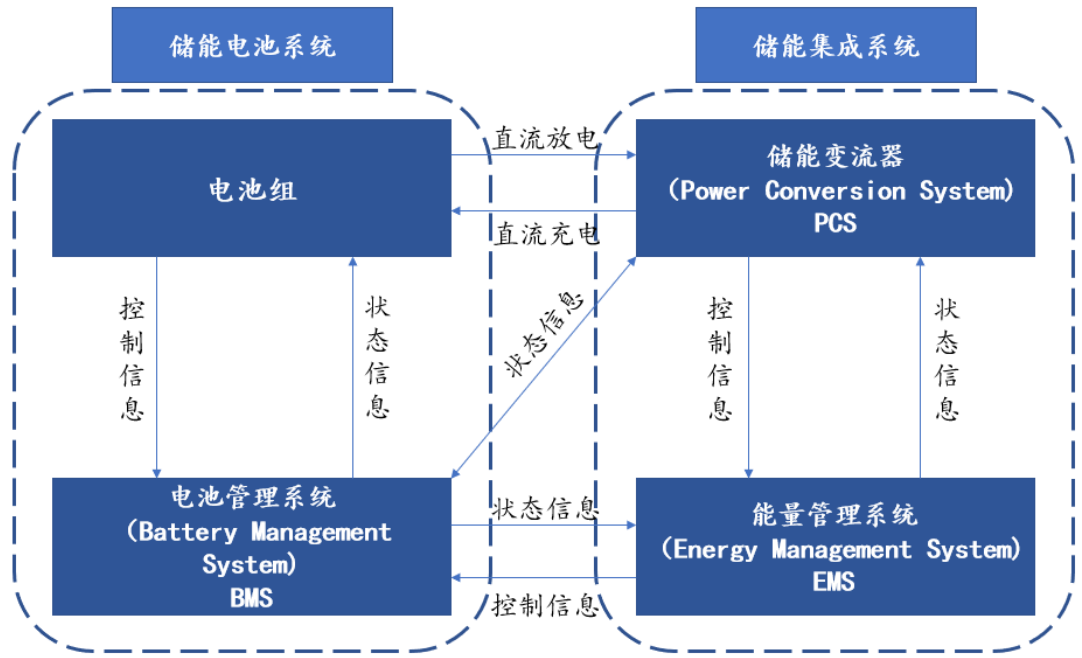 储能电池系统
储能集成系统
电池组
直流放电
直流充电
储能变流器
（Power Conversion System)
PCS
控制信息
状态信息
状态信息
控制信息
状态信息
电池管理系统
（Battery Management
System)
BMS
状态信息
控制信息
能量管理系统
（Energy Management System)
EMS